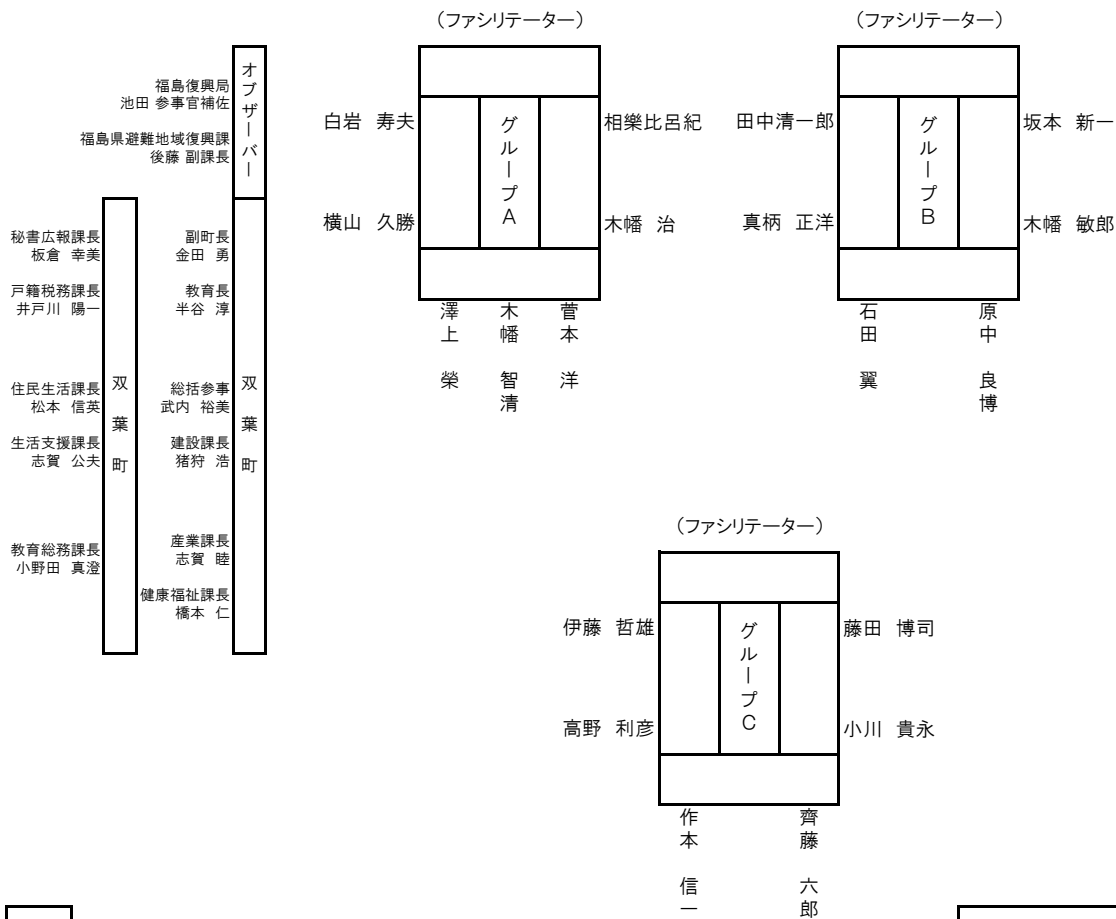 (ファシリテーター)
(ファシリテーター)
オブザーバー
福島復興局
池田 参事官補佐
福島県避難地域復興課
後藤 副課長
白岩 寿夫
横山 久勝
グループA
相樂比呂紀
木幡 治
澤上 榮
木幡 智清
菅本 洋
田中清一郎
真柄 正洋
グループB
坂本 新一
木幡 敏郎
石田 翼
原中 良博
秘書広報課長
板倉 幸美
戸籍税務課長
井戸川 陽一
住民生活課長
松本 信英
生活支援課長
志賀 公夫
教育総務課長
小野田 真澄
双葉町
副町長
金田 勇
教育長
半谷 淳
総括参事
武内 裕美
建設課長
猪狩 浩
産業課長
志賀 睦
健康福祉課長
橋本 仁
双葉町
(ファシリテーター)
伊藤 哲雄
高野 利彦
グループC
藤田 博司
小川 貴永
作本 信一
齊藤 六郎